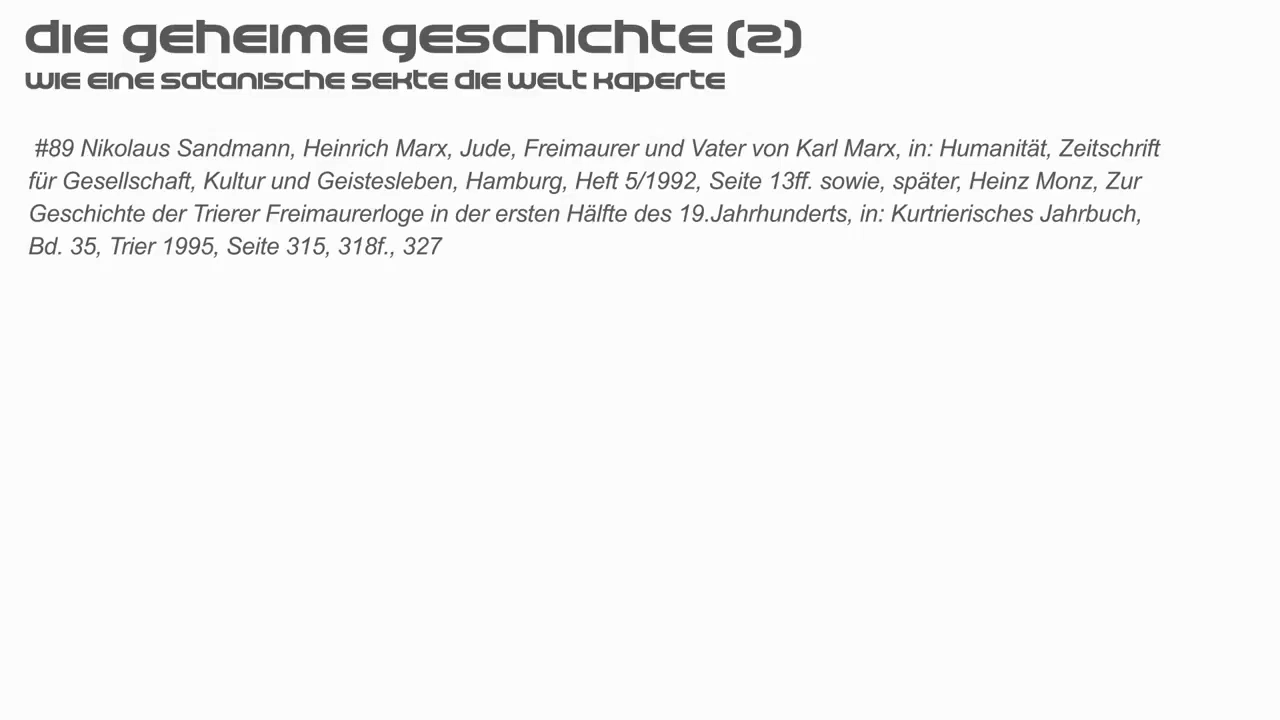 die geheime geschichte (2)
wie eine satanische sekte die welt kaperte
#89 Nikolaus Sandmann, Heinrich Marx, Jude, Freimaurer und Vater von Karl Marx, in: Humanität, Zeitschrift
für Gesellschaft, Kultur und Geistesleben, Hamburg, Heft 5/1992, Seite 13ff. sowie, später, Heinz Monz, Zur
Geschichte der Trierer Freimaurerloge in der ersten Hälfte des 19.Jahrhunderts, in: Kurtrierisches Jahrbuch,
Bd. 35, Trier 1995, Seite 315, 318f., 327